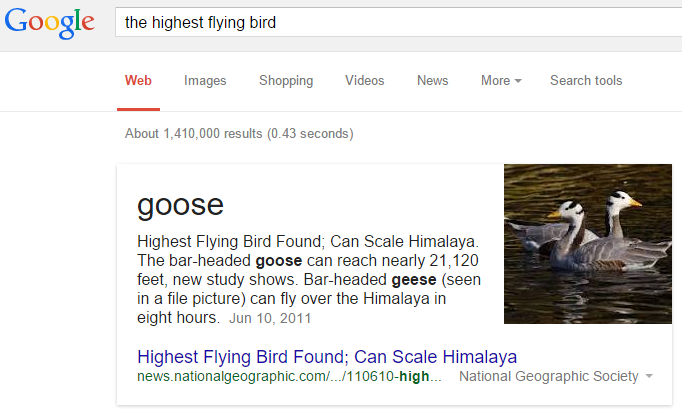 Google
the highest flying bird
Web Images Shopping Videos News More Search tools
About 1,410,000 results (0.43 seconds)
goose
Highest Flying Bird Found; Can Scale Himalaya.
The bar-headed goose can reach nearly 21,120
feet, new study shows. Bar-headed geese (seen
in a file picture) can fly over the Himalaya in
eight hours. Jun 10, 2011
Highest Flying Bird Found; Can Scale Himalaya
news.nationalgeographic.com/.../110610-high... National Geographic Society